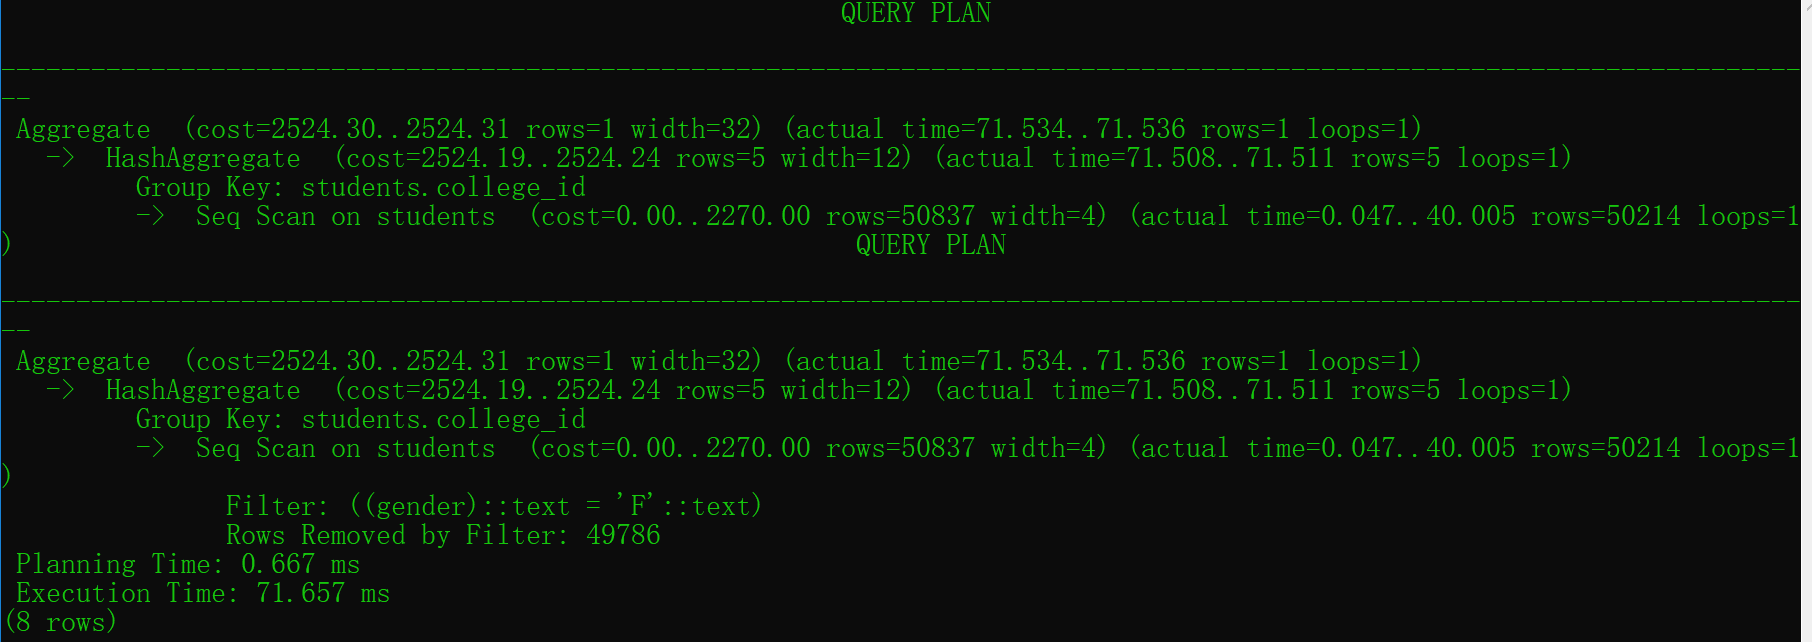 QUERY PLAN
------------------------------------------------------------------------------------------------------------------------
--
Aggregate  (cost=2524.30..2524.31 rows=1 width=32) (actual time=71.534..71.536 rows=1 loops=1)
  ->  HashAggregate  (cost=2524.19..2524.24 rows=5 width=12) (actual time=71.508..71.511 rows=5 loops=1)
        Group Key: students.college_id
        ->  Seq Scan on students  (cost=0.00..2270.00 rows=50837 width=4) (actual time=0.047..40.005 rows=50214 loops=1
)                                                        QUERY PLAN
------------------------------------------------------------------------------------------------------------------------
--
Aggregate  (cost=2524.30..2524.31 rows=1 width=32) (actual time=71.534..71.536 rows=1 loops=1)
  ->  HashAggregate  (cost=2524.19..2524.24 rows=5 width=12) (actual time=71.508..71.511 rows=5 loops=1)
        Group Key: students.college_id
        ->  Seq Scan on students  (cost=0.00..2270.00 rows=50837 width=4) (actual time=0.047..40.005 rows=50214 loops=1
)
              Filter: ((gender)::text = 'F'::text)
              Rows Removed by Filter: 49786
Planning Time: 0.667 ms
Execution Time: 71.657 ms
(8 rows)